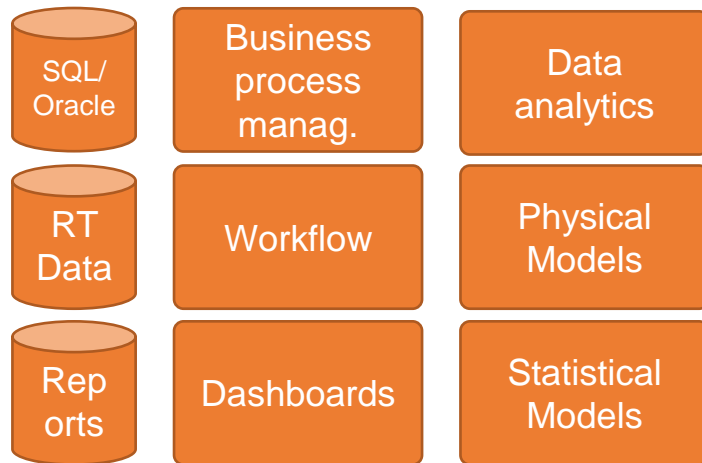 SQL/
Oracle
Business
process
manag.
Data
analytics
RT
Data
Workflow
Physical
Models
Rep
orts
Dashboards
Statistical
Models